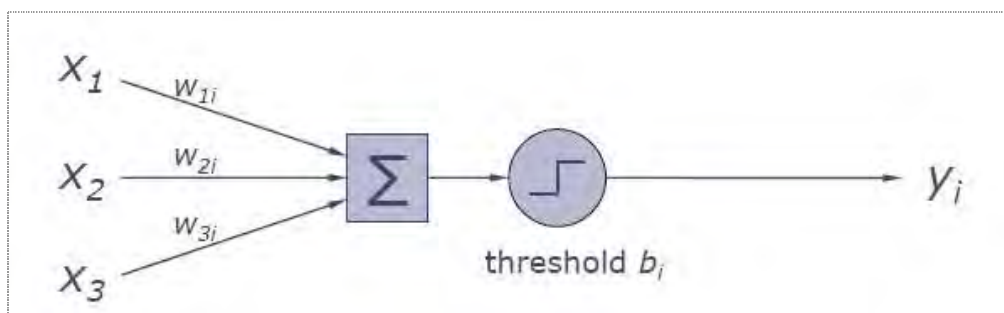 x₁
w₁ᵢ
x₂
w₂ᵢ
Σ
yᵢ
w₃ᵢ
x₃
threshold bᵢ